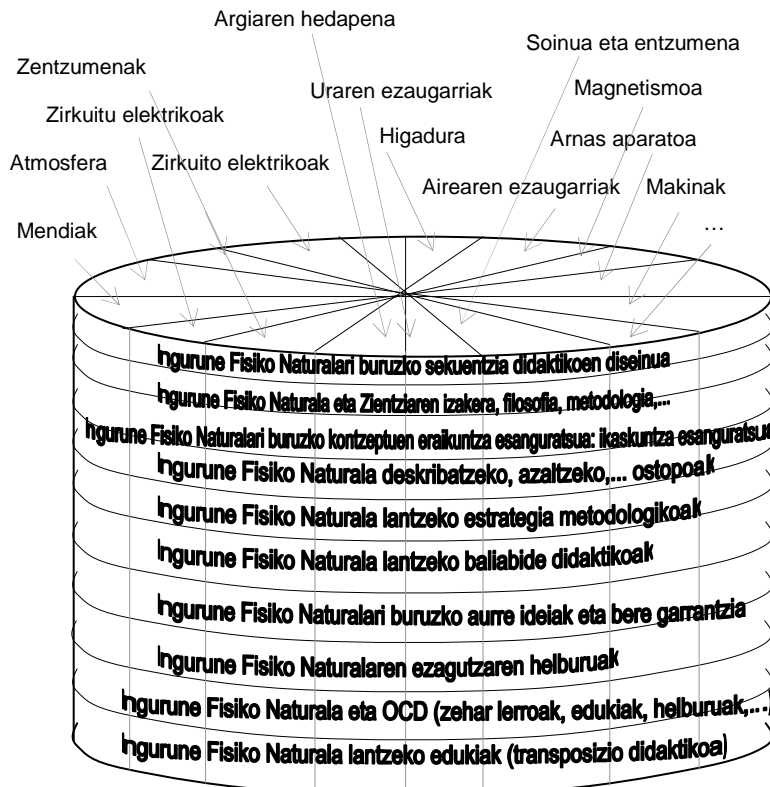 Argiaren hedapena
Soinua eta entzumena
Zentzumenak
Uraren ezaugarriak
Magnetismoa
Zirkuitu elektrikoak
Higadura
Arnas aparatoa
Atmosfera
Zirkuito elektrikoak
Airearen ezaugarriak
Makinak
Mendiak
...
Ingurune Fisiko Naturalari buruzko sekuentzia didaktikoen diseinua
Ingurune Fisiko Naturala eta Zientziaren izakera, filosofia, metodologia,...
Ingurune Fisiko Naturalari buruzko kontzeptuen eraikuntza esanguratsua: ikaskuntza esanguratsua
Ingurune Fisiko Naturala deskribatzeko, azaltzeko,... ostopoak
Ingurune Fisiko Naturala lantzeko estrategia metodologikoak
Ingurune Fisiko Naturala lantzeko baliabide didaktikoak
Ingurune Fisiko Naturalari buruzko aurre ideiak eta bere garrantzia
Ingurune Fisiko Naturalaren ezagutzaren helburuak
Ingurune Fisiko Naturala eta OCD (zehar lerroak, edukiak, helburuak,...)
Ingurune Fisiko Naturala lantzeko edukiak (transposizio didaktikoa)